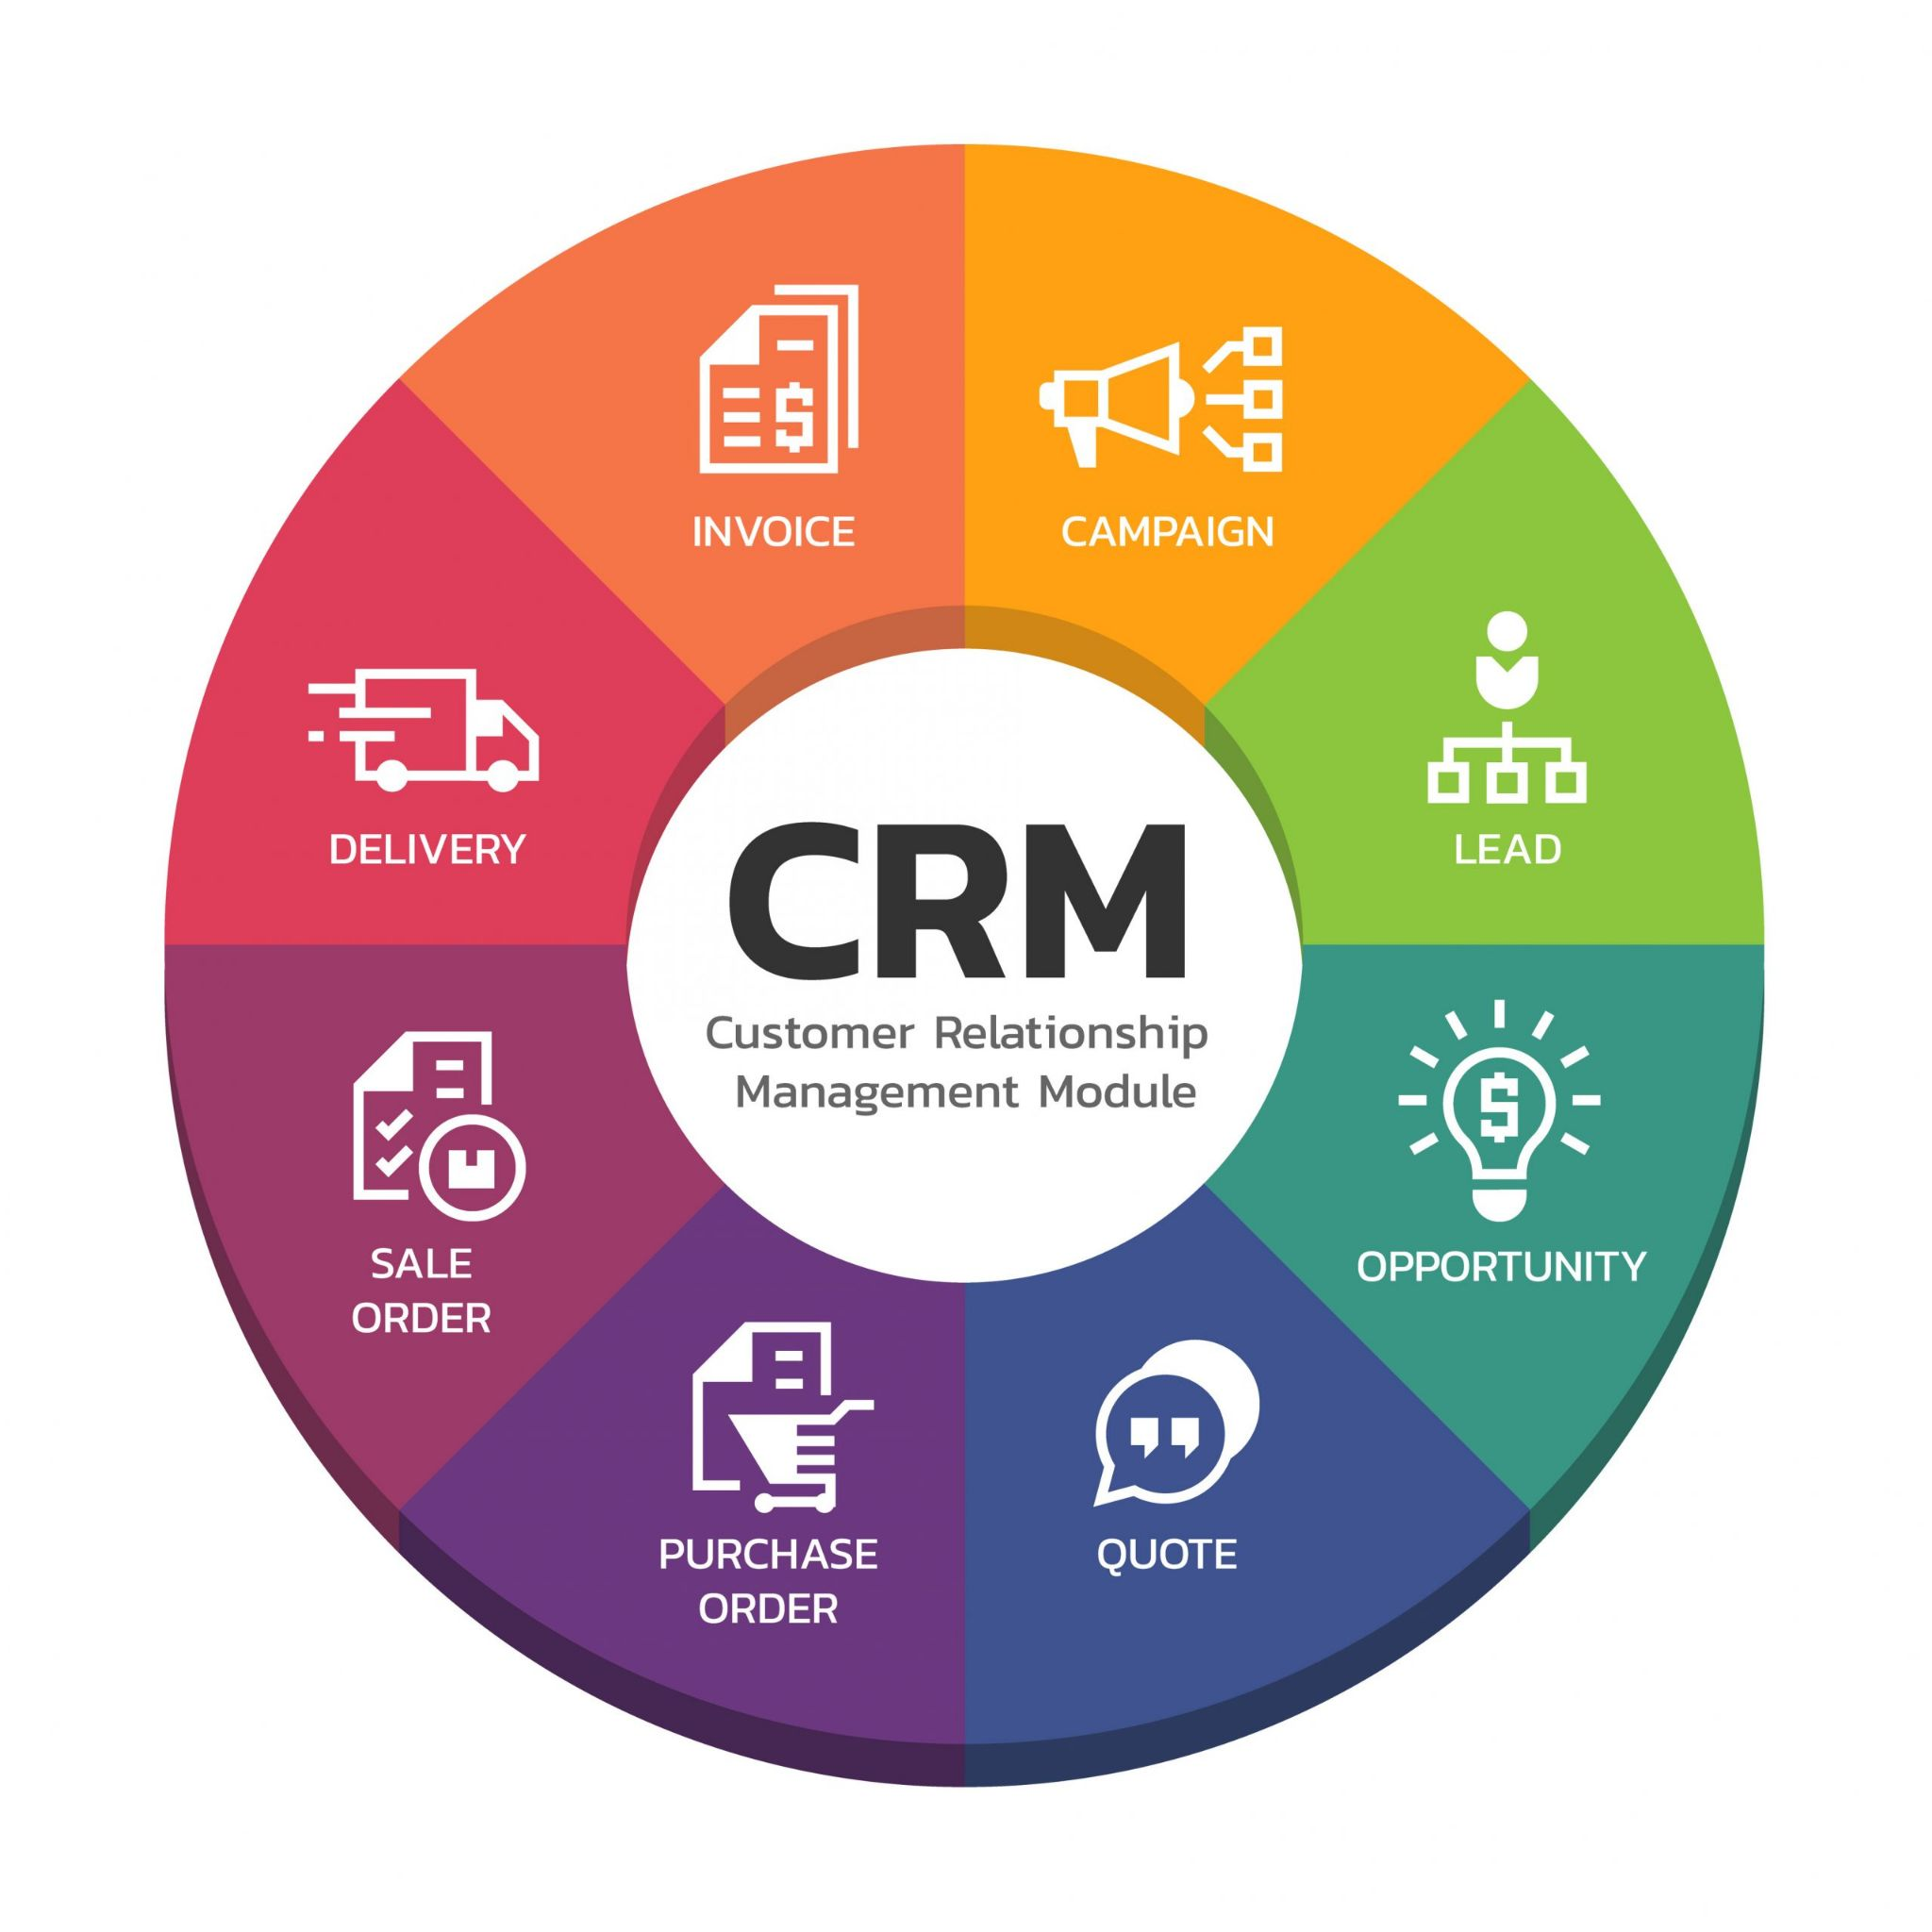 INVOICE
CAMPAIGN
DELIVERY
LEAD
CRM
Customer Relationship
Management Module
SALE
ORDER
OPPORTUNITY
PURCHASE
ORDER
QUOTE